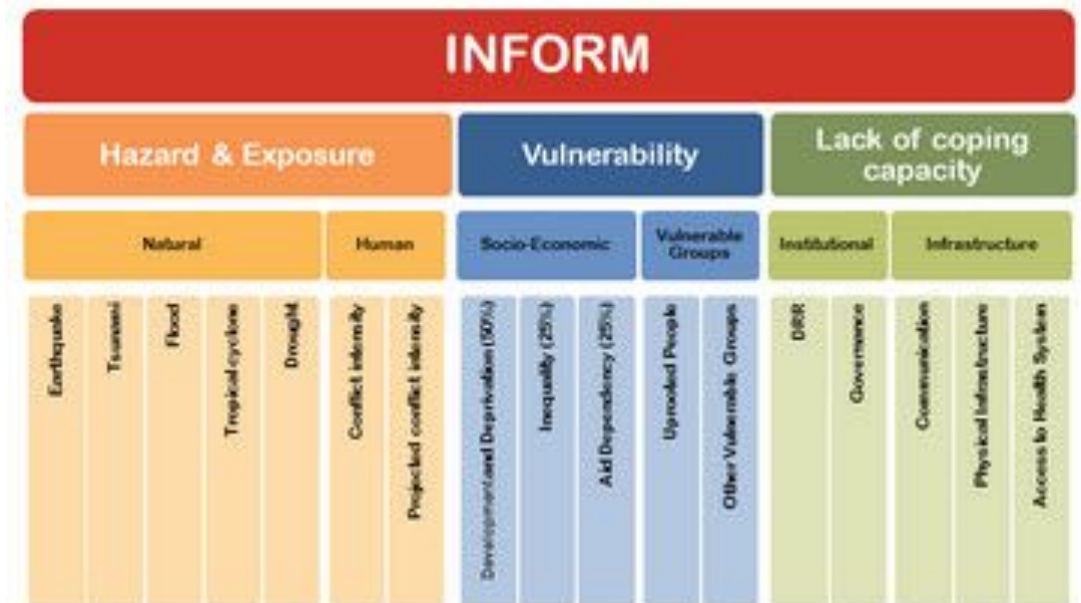 INFORM
Hazard & Exposure
Vulnerability
Lack of coping
capacity
Natural
Human
Socio-Economic
Vulnerable
Groups
Institutional
Infrastructure
Earthquake
Tsunami
Flood
Tropical cyclone
Drought
Conflict intensity
Projected conflict intensity
Development and Deprivation (50%)
Inequality (25%)
Aid Dependency (25%)
Uprooted People
Other Vulnerable Groups
DRR
Governance
Communication
Physical Infrastructure
Access to Health System